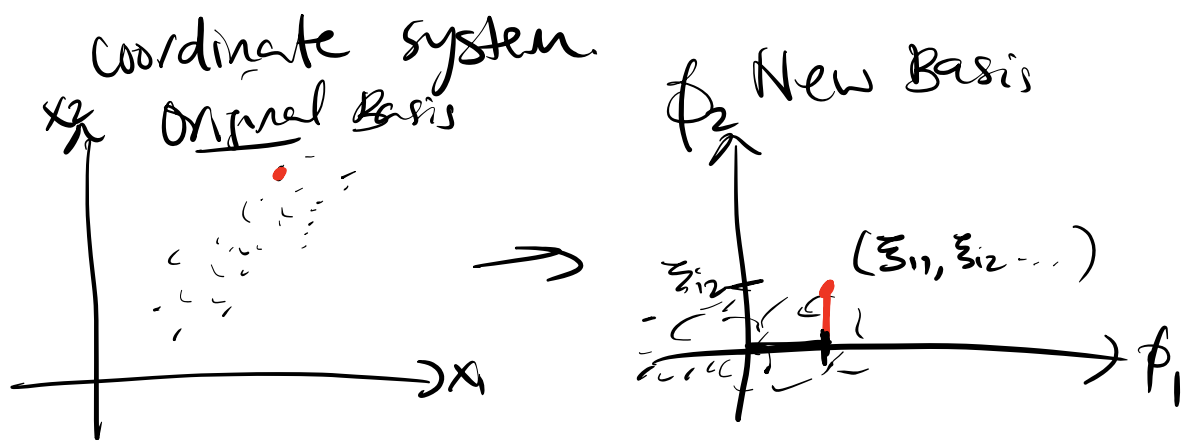 coordinate system.
Original Basis
x2
x1
New Basis
ϕ2
(ξi1, ξi2 ....)
ξi2
ϕ1